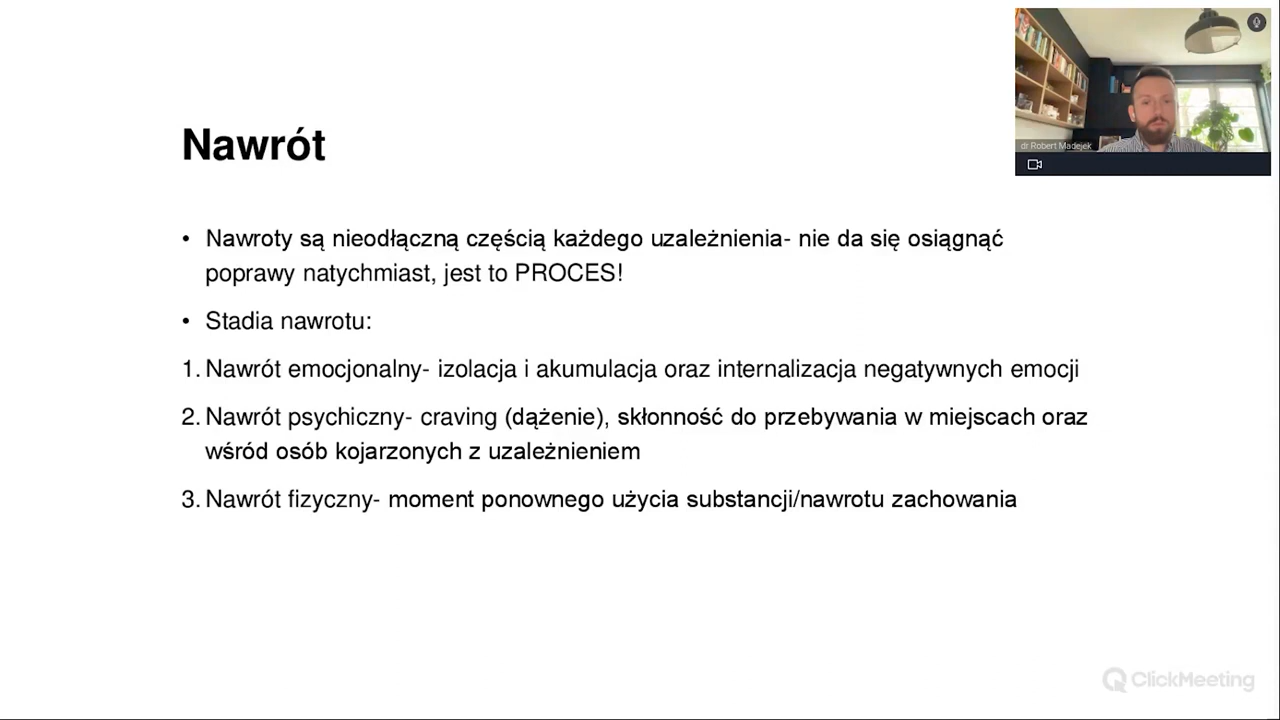 dr Robert Madejek
Nawrót
• Nawroty są nieodłączną częścią każdego uzależnienia- nie da się osiągnąć
poprawy natychmiast, jest to PROCES!
• Stadia nawrotu:
1. Nawrót emocjonalny- izolacja i akumulacja oraz internalizacja negatywnych emocji
2. Nawrót psychiczny- craving (dążenie), skłonność do przebywania w miejscach oraz
wśród osób kojarzonych z uzależnieniem
3. Nawrót fizyczny- moment ponownego użycia substancji/nawrotu zachowania
ClickMeeting